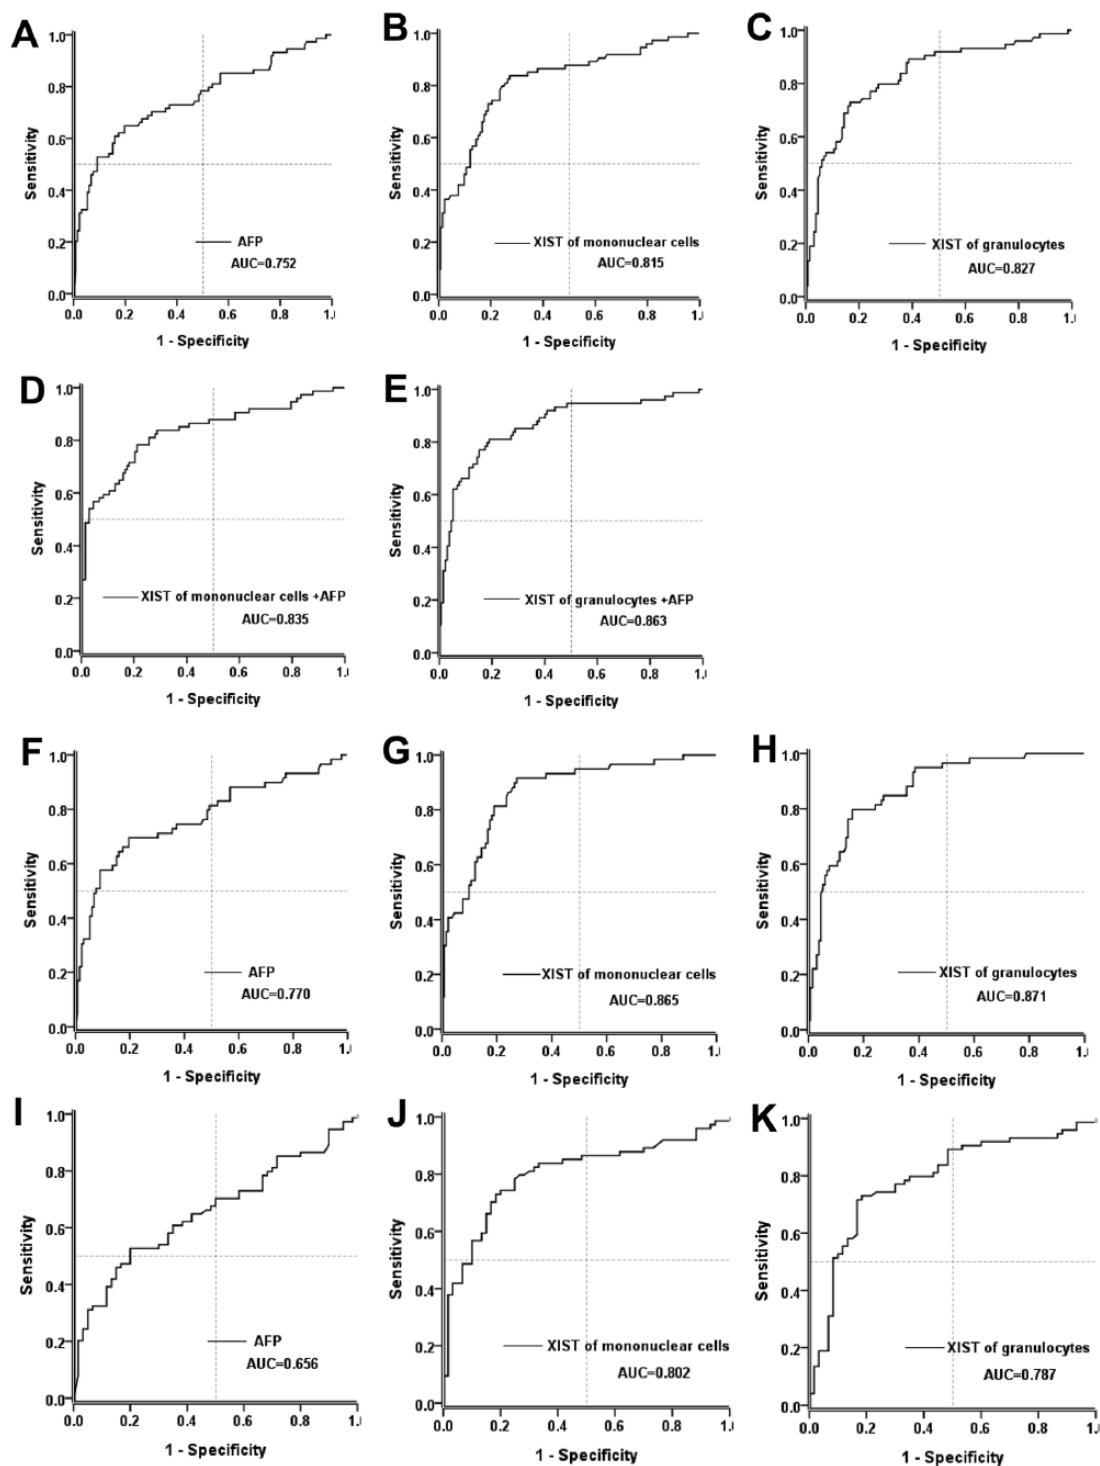 A
1.0
0.8
0.6
0.4
0.2
0.0
Sensitivity
AFP
AUC=0.752
0.0 0.2 0.4 0.6 0.8 1.(
1 - Specificity
B
1.0
0.8
0.6
0.4
0.2
0.0
Sensitivity
XIST of mononuclear cells
AUC=0.815
0.0 0.2 0.4 0.6 0.8 1.0
1 - Specificity
C
1.0
0.8
0.6
0.4
0.2
0.0
Sensitivity
XIST of granulocytes
AUC=0.827
0.0 0.2 0.4 0.6 0.8 1.(
1 - Specificity
D
1.0
0.8
0.6
0.4
0.2
0.0
Sensitivity
XIST of mononuclear cells +AFP
AUC=0.835
0.0 0.2 0.4 0.6 0.8 1.(
1 - Specificity
E
1.0
0.8
0.6
0.4
0.2
0.0
Sensitivity
XIST of granulocytes +AFP
AUC=0.863
0.0 0.2 0.4 0.6 0.8 1.(
1 - Specificity
F
1.0
0.8
0.6
0.4
0.2
0.0
Sensitivity
AFP
AUC=0.770
0.0 0.2 0.4 0.6 0.8 1.(
1 - Specificity
G
1.0
0.8
0.6
0.4
0.2
0.0
Sensitivity
XIST of mononuclear cells
AUC=0.865
0.0 0.2 0.4 0.6 0.8 1.0
1 - Specificity
H
1.0
0.8
0.6
0.4
0.2
0.0
Sensitivity
XIST of granulocytes
AUC=0.871
0.0 0.2 0.4 0.6 0.8 1.(
1 - Specificity
I
1.0
0.8
0.6
0.4
0.2
0.0
Sensitivity
AFP
AUC=0.656
0.0 0.2 0.4 0.6 0.8 1.(
1 - Specificity
J
1.0
0.8
0.6
0.4
0.2
0.0
Sensitivity
XIST of mononuclear cells
AUC=0.802
0.0 0.2 0.4 0.6 0.8 1.0
1 - Specificity
K
1.0
0.8
0.6
0.4
0.2
0.0
Sensitivity
XIST of granulocytes
AUC=0.787
0.0 0.2 0.4 0.6 0.8 1.(
1 - Specificity